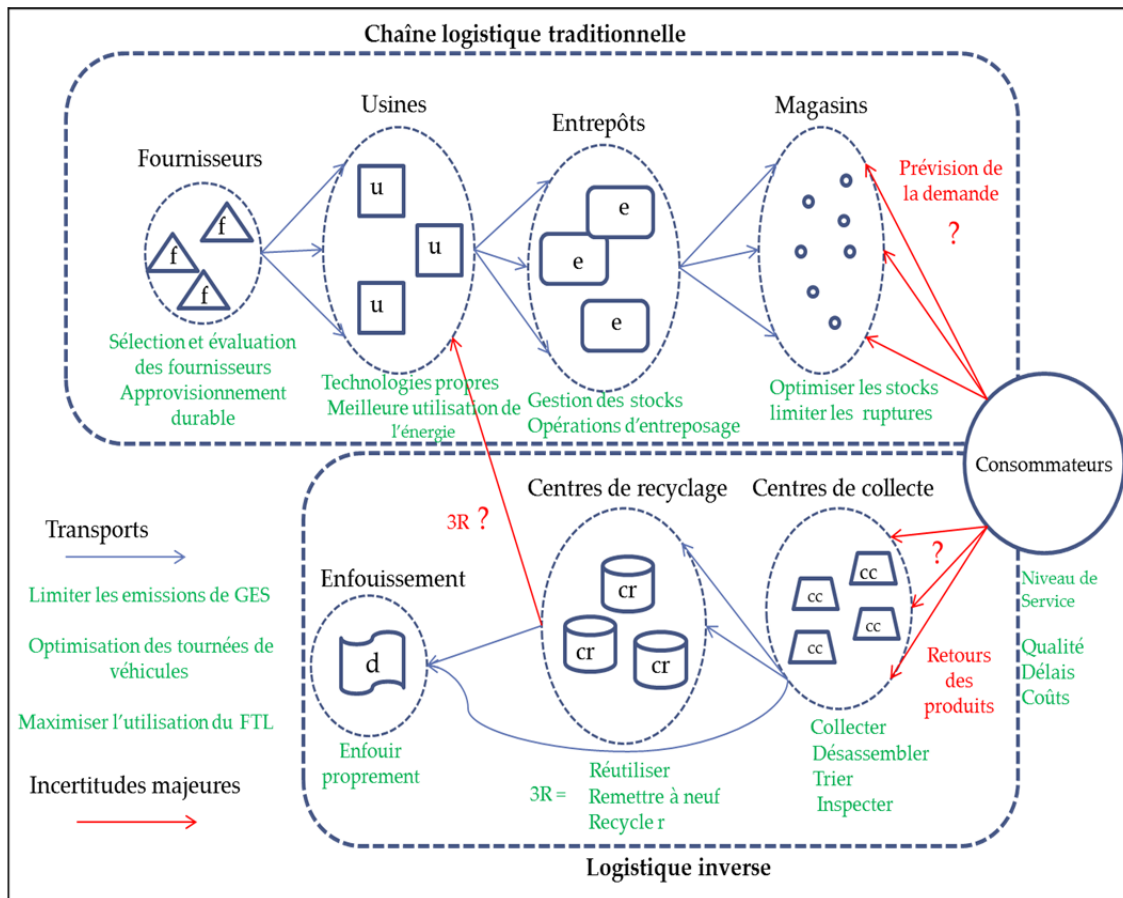 Chaîne logistique traditionnelle
Usines
Entrepôts
Magasins
Fournisseurs
Prévision de
la demande
?
f
f
f
u
u
u
e
e
e
Sélection et évaluation
des fournisseurs
Approvisionnement
durable
Technologies propres
Meilleure utilisation de
l'énergie
Gestion des stocks
Opérations d'entreposage
Optimiser les stocks
limiter les ruptures
Consommateurs
Centres de recyclage
Centres de collecte
3R ?
?
Transports
Limiter les emissions de GES
Optimisation des tournées de
véhicules
Maximiser l'utilisation du FTL
Incertitudes majeures
Enfouissement
d
Enfouir
proprement
cr
cr
cr
cc
cc
cc
cc
Retours
des
produits
Niveau de
Service
Qualité
Délais
Coûts
3R =
Réutiliser
Remettre à neuf
Recycle r
Collecter
Désassembler
Trier
Inspecter
Logistique inverse